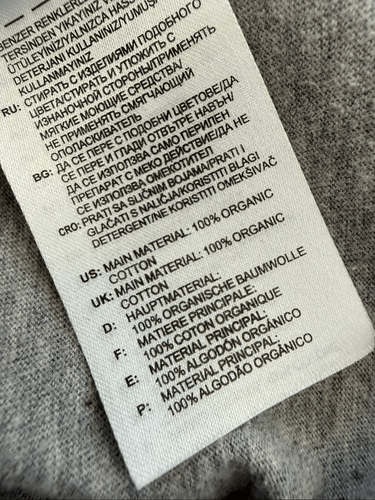 BENZER RENKLERDE
TERSİNDEN YIKAYINIZ V
ÜTÜLEYİNİZ/YALNIZCA HASSA
DETERJANI KULLANINIZ/YUMUŞ
KULLANMAYINIZ
RU: СТИРАТЬ С ИЗДЕЛИЯМИ ПОДОБНОГО
ЦВЕТА/СТИРАТЬ И УТЮЖИТЬ С
ИЗНАНОЧНОЙ СТОРОНЫ/ПРИМЕНЯТЬ
МЯГКИЕ МОЮЩИЕ СРЕДСТВА/
НЕ ПРИМЕНЯТЬ СМЯГЧАЮЩИЙ
ОПОЛАСКИВАТЕЛЬ
BG: ДА СЕ ПЕРЕ С ПОДОБНИ ЦВЕТОВЕ/ДА
СЕ ПЕРЕ И ГЛАДИ ОТВЪТРЕ НАВЪН/
ДА СЕ ИЗПОЛЗВА САМО ПЕРИЛЕН
ПРЕПАРАТ С МЕКО ДЕЙСТВИЕ/ДА НЕ
СЕ ИЗПОЛЗВА ОМЕКОТИТЕЛ
CRO: PRATI SA SLIČNIM BOJAMA/PRATI I
GLAČATI S NALIČJA/KORISTITI BLAGI
DETERGENT/NE KORISTITI OMEKŠIVAČ
US: MAIN MATERIAL: 100% ORGANIC
COTTON
UK: MAIN MATERIAL: 100% ORGANIC
COTTON
D: HAUPTMATERIAL:
100% ORGANISCHE BAUMWOLLE
F: MATIERE PRINCIPALE:
100% COTON ORGANIQUE
E: MATERIAL PRINCIPAL:
100% ALGODÓN ORGÁNICO
P: MATERIAL PRINCIPAL:
100% ALGODÃO ORGÂNICO